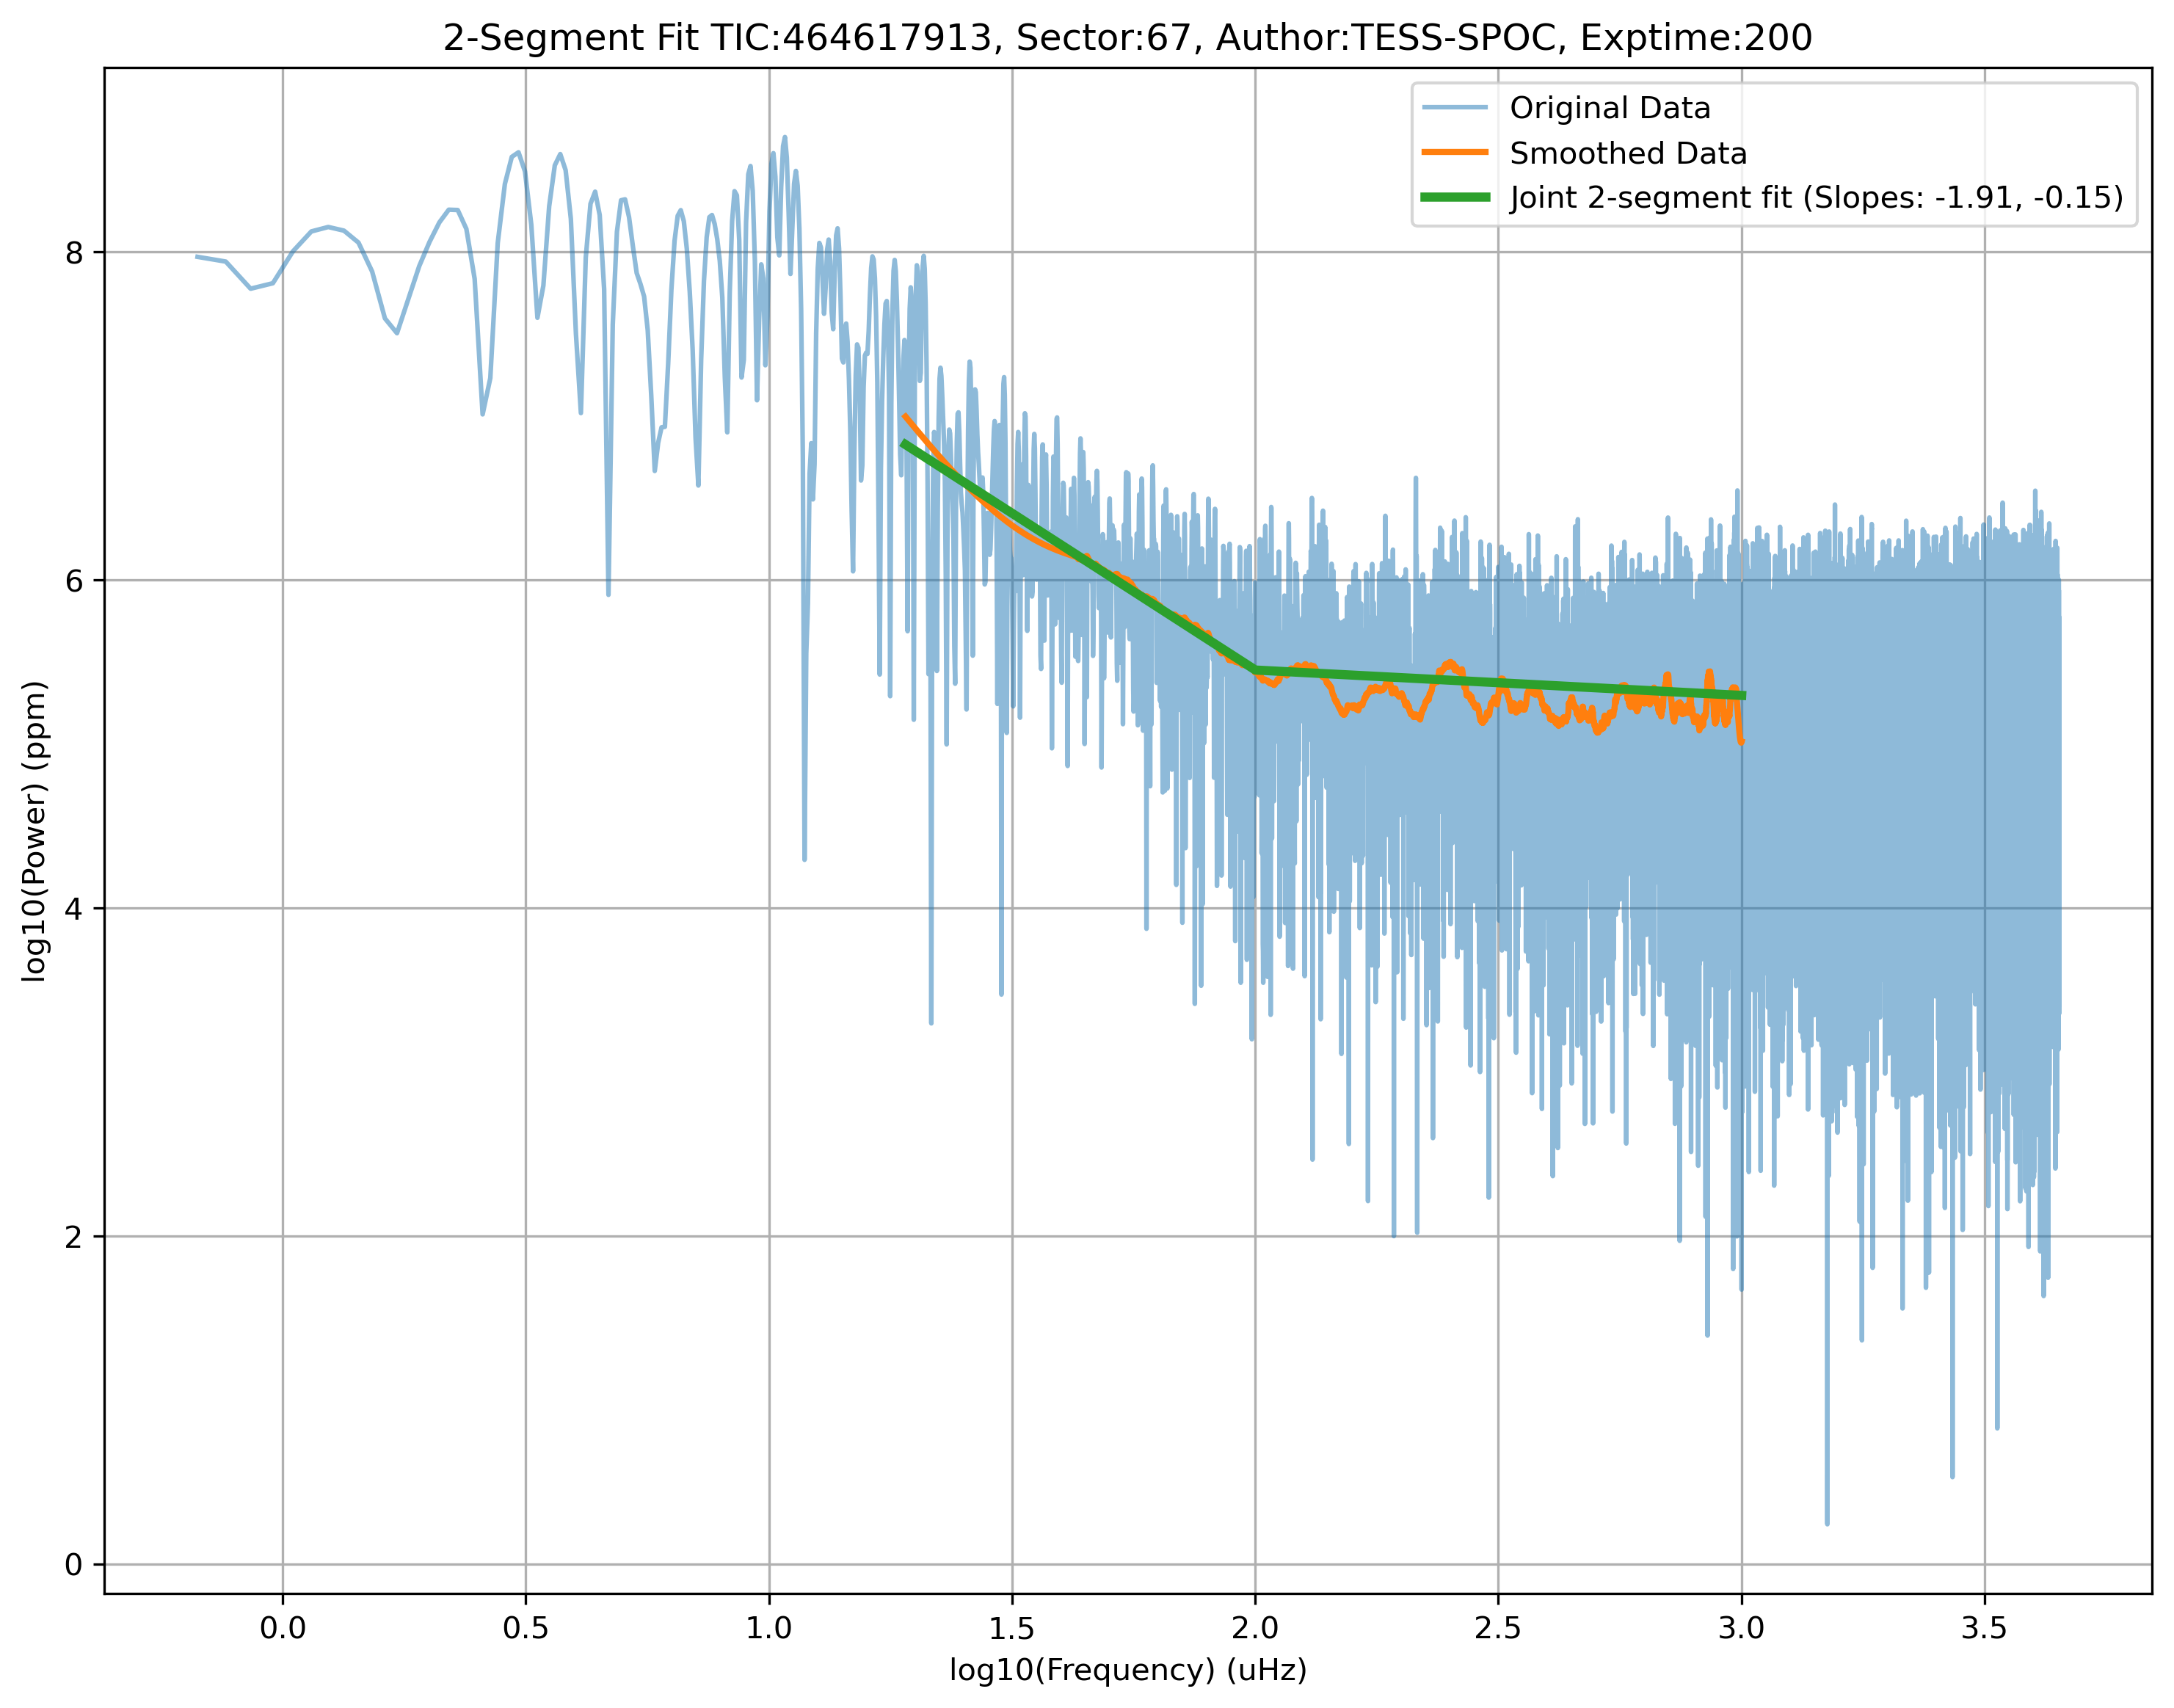 2-Segment Fit TIC:464617913, Sector:67, Author:TESS-SPOC, Exptime:200
Original Data
Smoothed Data
Joint 2-segment fit (Slopes: -1.91, -0.15)
log10(Power) (ppm)
8
6
4
2
0
0.0 0.5 1.0 1.5 2.0 2.5 3.0 3.5
log10(Frequency) (uHz)